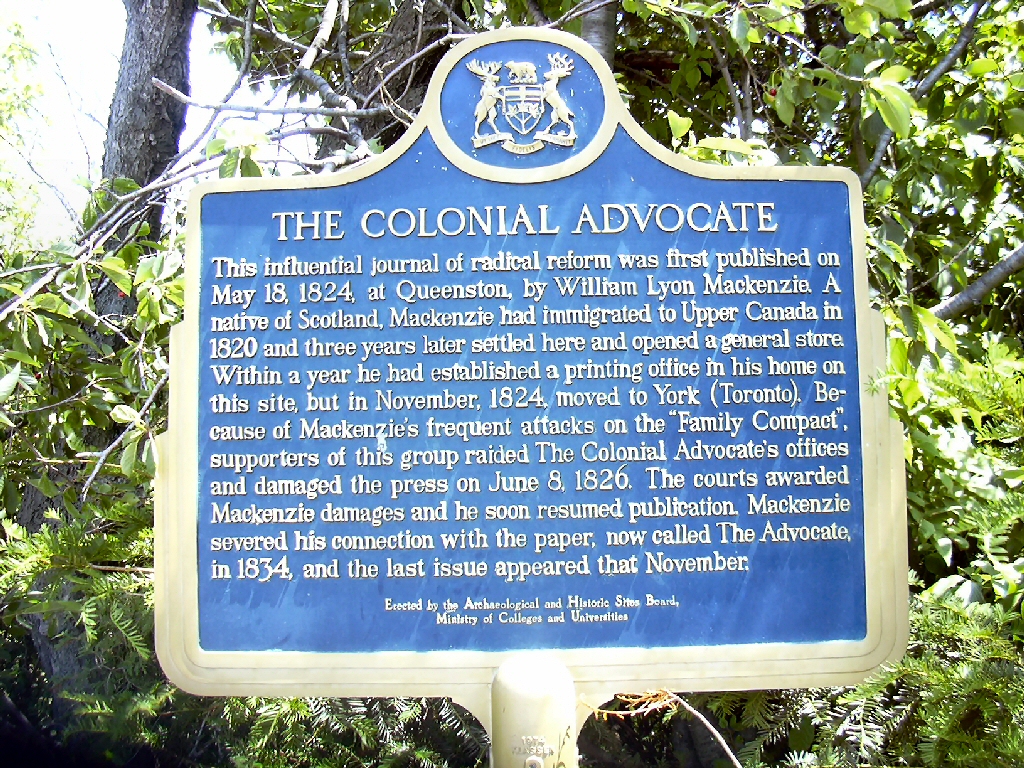 THE COLONIAL ADVOCATE
This influential journal of radical reform was first published on
May 18, 1824, at Queenston, by William Lyon Mackenzie. A
native of Scotland, Mackenzie had immigrated to Upper Canada in
1820 and three years later settled here and opened a general store.
Within a year he had established a printing office in his home on
this site, but in November, 1824, moved to York (Toronto). Be-
cause of Mackenzie's frequent attacks on the "Family Compact",
supporters of this group raided The Colonial Advocate's offices
and damaged the press on June 8, 1826. The courts awarded
Mackenzie damages and he soon resumed publication. Mackenzie
severed his connection with the paper, now called The Advocate,
in 1834, and the last issue appeared that November.
Erected by the Archaeological and Historic Sites Board,
Ministry of Colleges and Universities